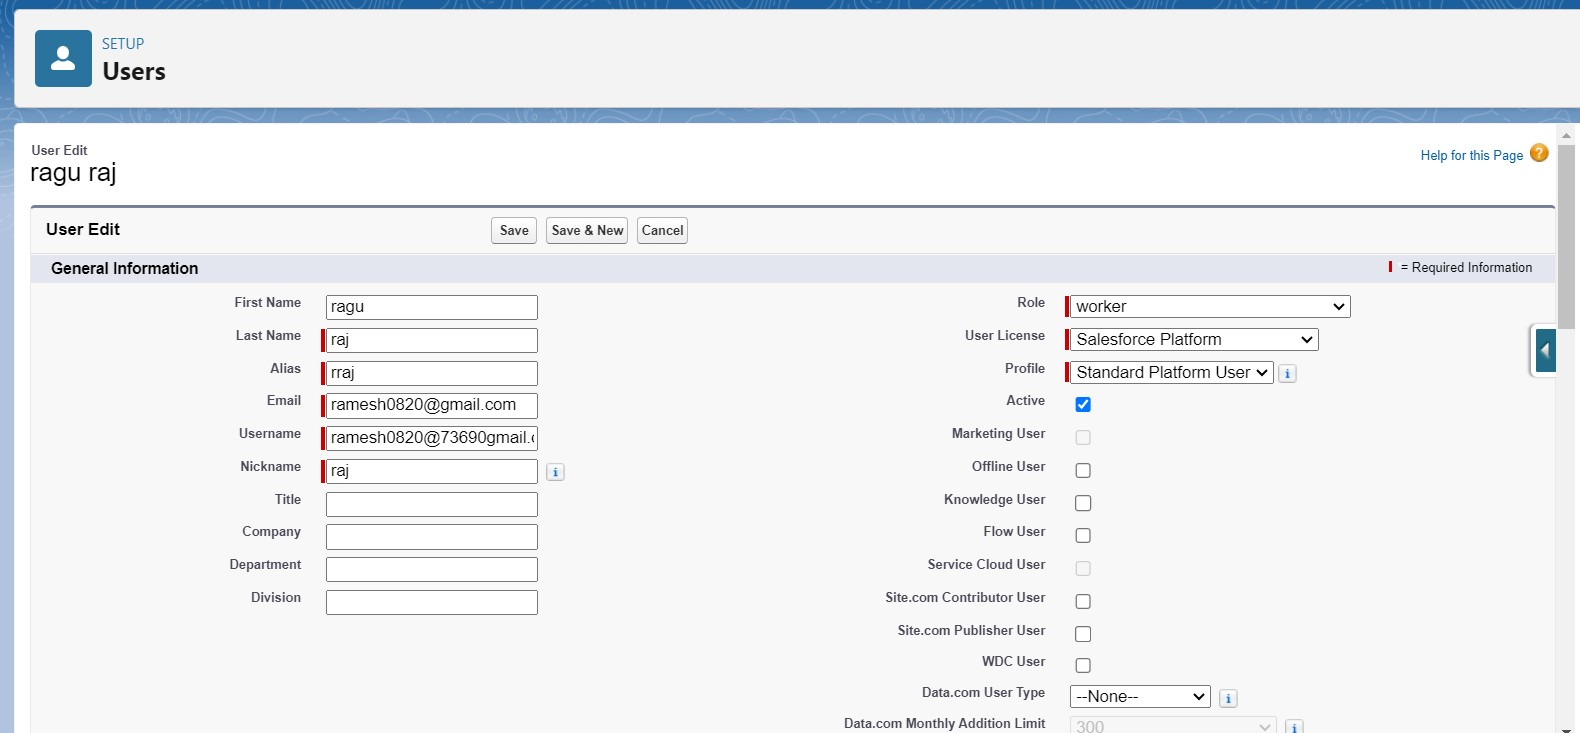 SETUP
Users
User Edit
ragu raj
Help for this Page ?
User Edit
Save
Save & New
Cancel
General Information
= Required Information
First Name
ragu
Last Name
raj
Alias
rraj
Email
ramesh0820@gmail.com
Username
ramesh0820@73690gmail.
Nickname
raj
i
Title
Company
Department
Division
Role
worker
User License
Salesforce Platform
Profile
Standard Platform User
i
Active
Marketing User
Offline User
Knowledge User
Flow User
Service Cloud User
Site.com Contributor User
Site.com Publisher User
WDC User
Data.com User Type
--None--
i
Data.com Monthly Addition Limit
300
i